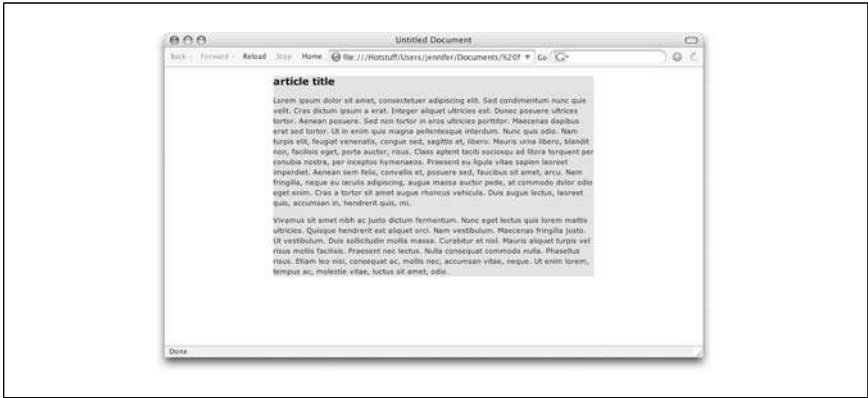 Untitled Document
Back Forward Reload Stop Home file:///Hotstuff/Users/jennifer/Documents/%20f Go G
article title
Lorem ipsum dolor sit amet, consectetuer adipiscing elit. Sed condimentum nunc quis
velit. Cras dictum ipsum a erat. Integer aliquet ultricies est. Donec posuere ultrices
tortor. Aenean posuere. Sed non tortor in eros ultricies porttitor. Maecenas dapibus
erat sed tortor. Ut in enim quis magna pellentesque interdum. Nunc quis odio. Nam
turpis elit, feugiat venenatis, congue sed, sagittis et, libero. Mauris urna libero, blandit
non, facilisis eget, porta auctor, risus. Class aptent taciti sociosqu ad litora torquent per
conubia nostra, per inceptos hymenaeos. Praesent eu ligula vitae sapien laoreet
imperdiet. Aenean sem felis, convallis et, posuere sed, faucibus sit amet, arcu. Nam
fringilla, neque eu iaculis adipiscing, augue massa auctor pede, at commodo dolor odio
eget enim. Cras a tortor sit amet augue rhoncus vehicula. Duis augue lectus, laoreet
quis, accumsan in, hendrerit quis, mi.
Vivamus sit amet nibh ac justo dictum fermentum. Nunc eget lectus quis lorem mattis
ultricies. Quisque hendrerit est aliquet orci. Nam vestibulum. Maecenas fringilla justo.
Ut vestibulum. Duis sollicitudin mollis massa. Curabitur et nisl. Mauris aliquet turpis vel
risus mollis facilisis. Praesent nec lectus. Nulla consequat commodo nulla. Phasellus
risus. Etiam leo nisi, consequat ac, mollis nec, accumsan vitae, neque. Ut enim lorem,
tempus ac, molestie vitae, luctus sit amet, odio.
Done